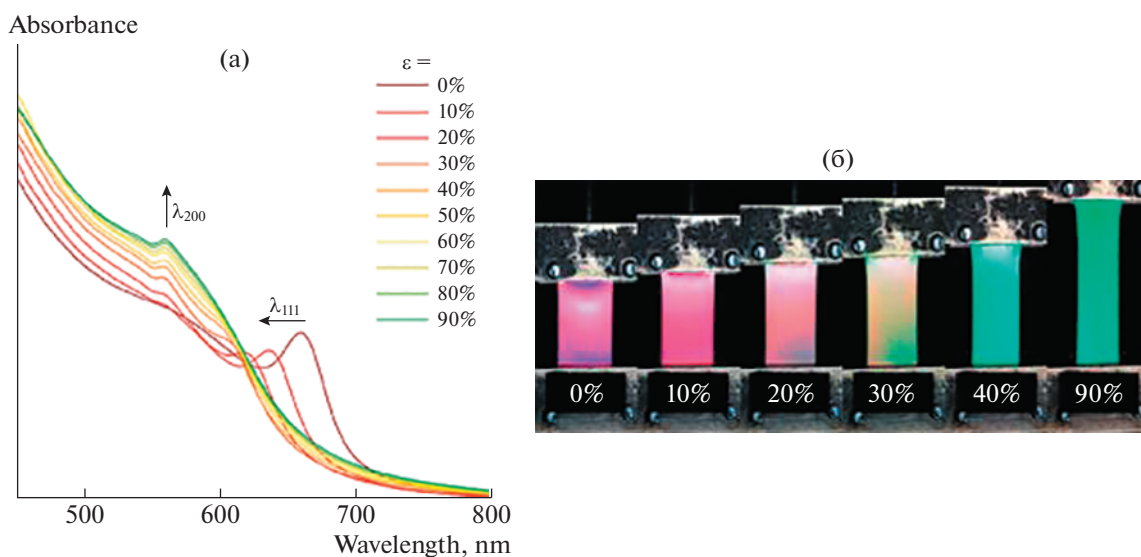 Absorbance
(а)
ε =
0%
10%
20%
30%
40%
50%
60%
70%
80%
90%
λ200
λ111
500
600
700
800
Wavelength, nm
(б)
0%
10%
20%
30%
40%
90%